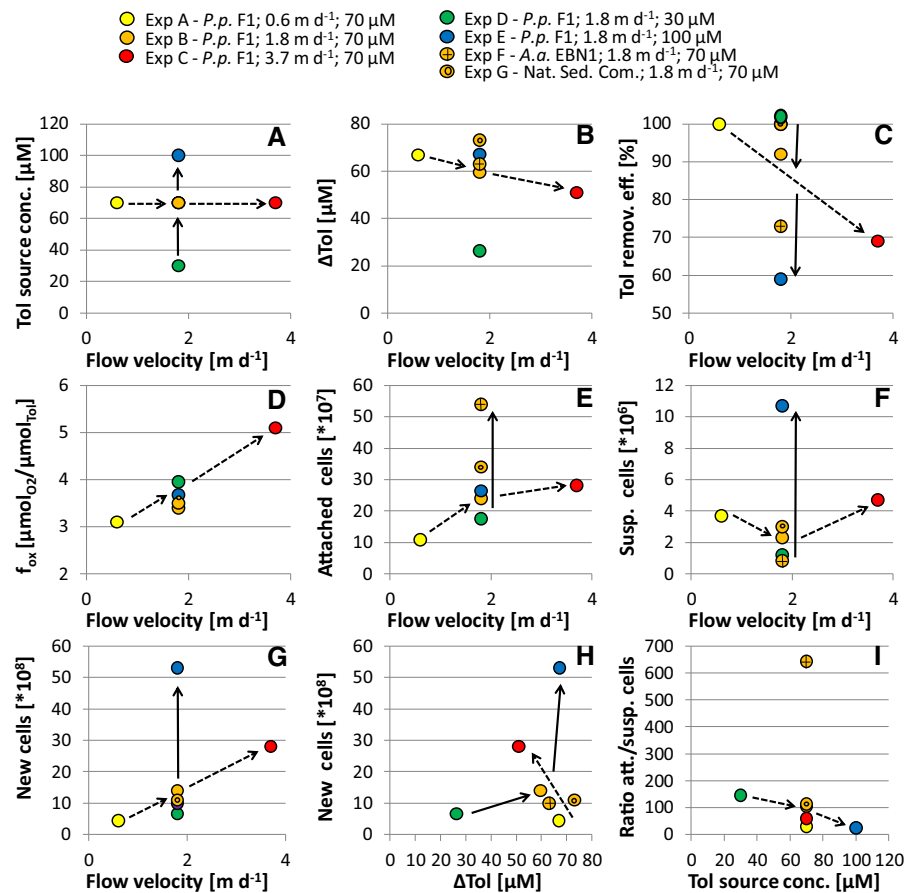 Exp A - P.p. F1; 0.6 m d-1; 70 µM
Exp B - P.p. F1; 1.8 m d-1; 70 µM
Exp C - P.p. F1; 3.7 m d-1; 70 µM
Exp D - P.p. F1; 1.8 m d-1; 30 µM
Exp E - P.p. F1; 1.8 m d-1; 100 µM
Exp F - A.a. EBN1; 1.8 m d-1; 70 µM
Exp G - Nat. Sed. Com.; 1.8 m d-1; 70 µM
A
Tol source conc. [µM]
120
100
80
60
40
20
0
0 2 4
Flow velocity [m d-1]
B
ΔTol [µM]
80
60
40
20
0
0 2 4
Flow velocity [m d-1]
C
Tol remov. eff. [%]
100
90
80
70
60
50
0 2 4
Flow velocity [m d-1]
D
fox [µmolO2/µmolTol]
6
5
4
3
2
0 2 4
Flow velocity [m d-1]
E
Attached cells [*10^7]
60
50
40
30
20
10
0
0 2 4
Flow velocity [m d-1]
F
Susp. cells [*10^6]
12
10
8
6
4
2
0
0 2 4
Flow velocity [m d-1]
G
New cells [*10^8]
60
50
40
30
20
10
0
0 2 4
Flow velocity [m d-1]
H
New cells [*10^8]
60
50
40
30
20
10
0
0 10 20 30 40 50 60 70 80
ΔTol [µM]
I
Ratio att./susp. cells
700
600
500
400
300
200
100
0
0 20 40 60 80 100 120
Tol source conc. [µM]